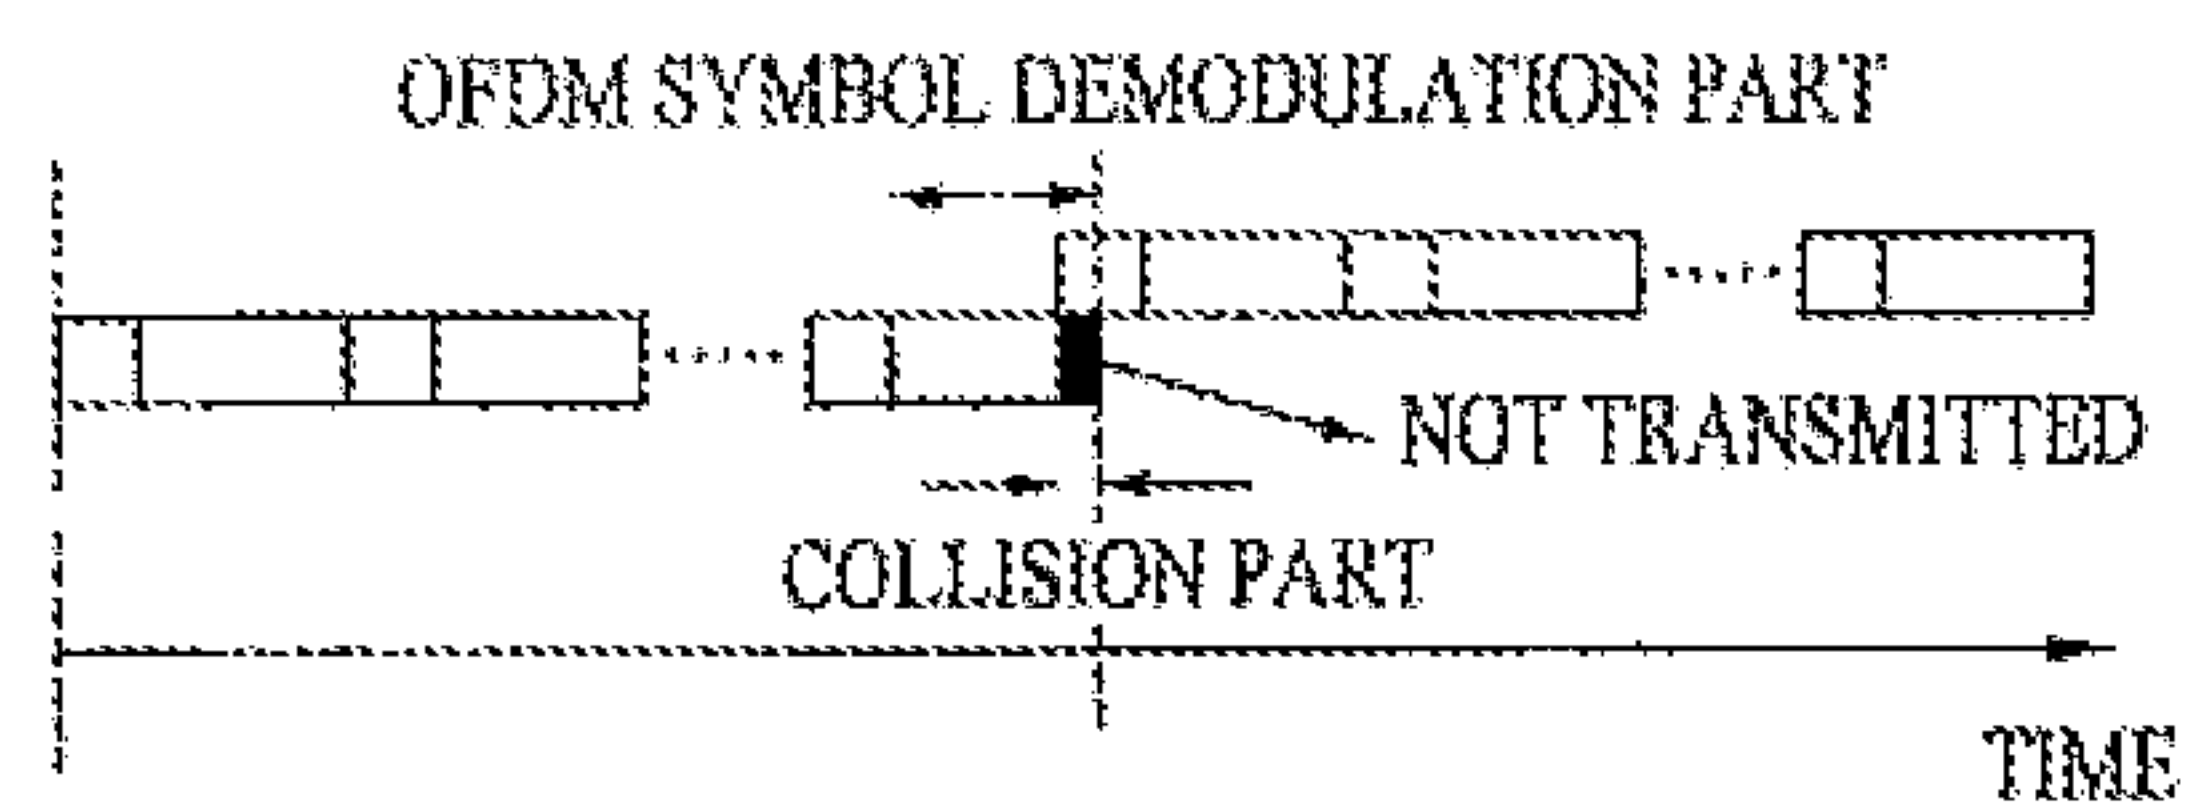 OFDM SYMBOL DEMODULATION PART
NOT TRANSMITTED
COLLISION PART
TIME